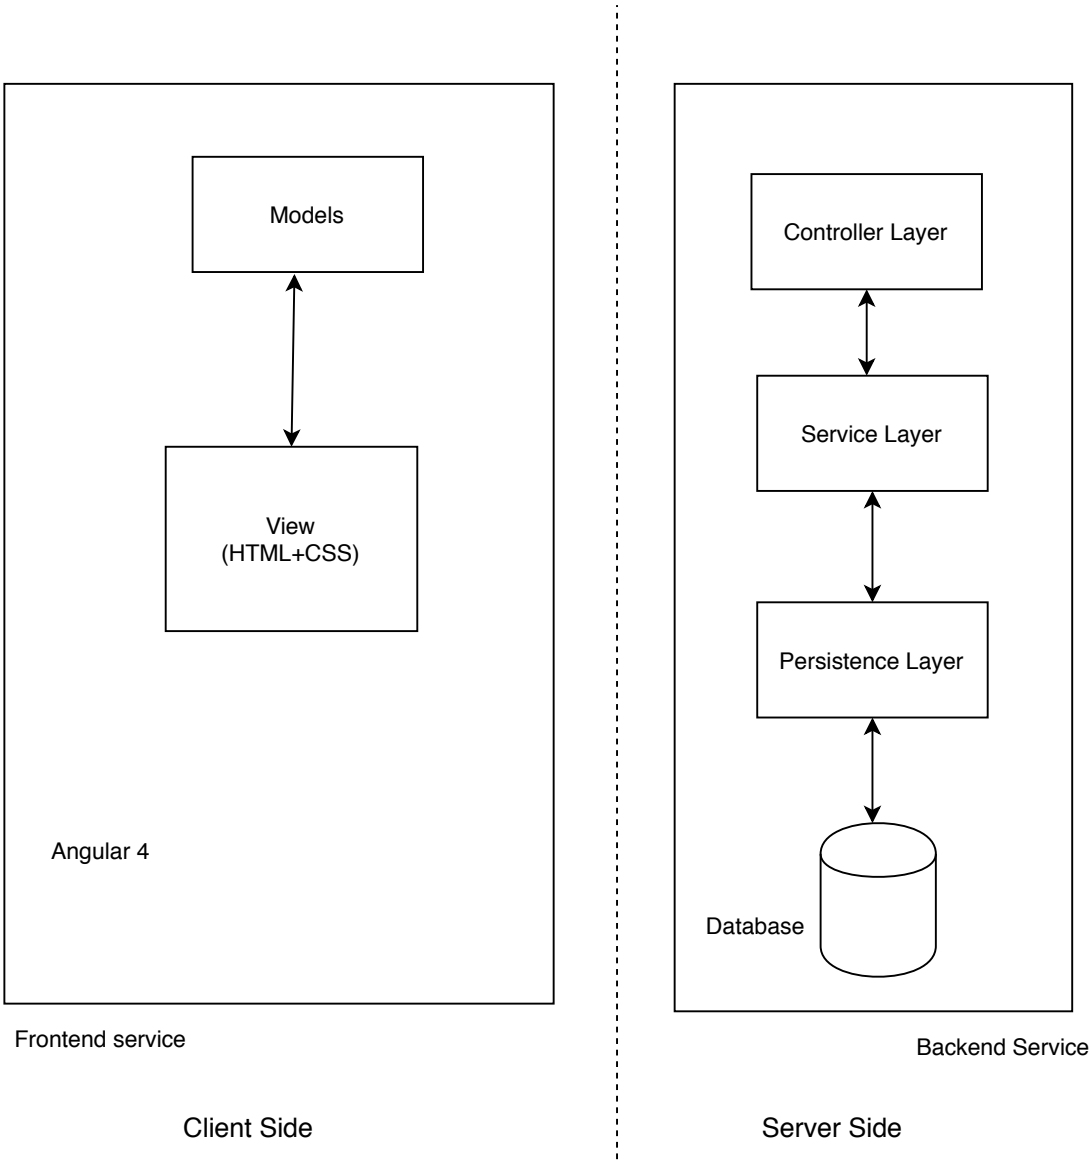 Models
View
(HTML+CSS)
Angular 4
Frontend service
Client Side
Controller Layer
Service Layer
Persistence Layer
Database
Backend Service
Server Side